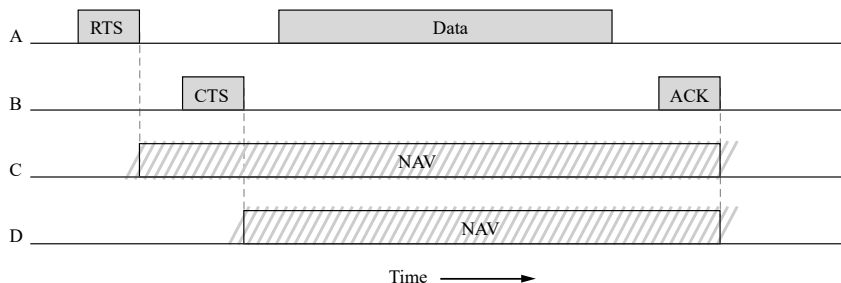 A RTS Data
B CTS ACK
C NAV
D NAV
Time